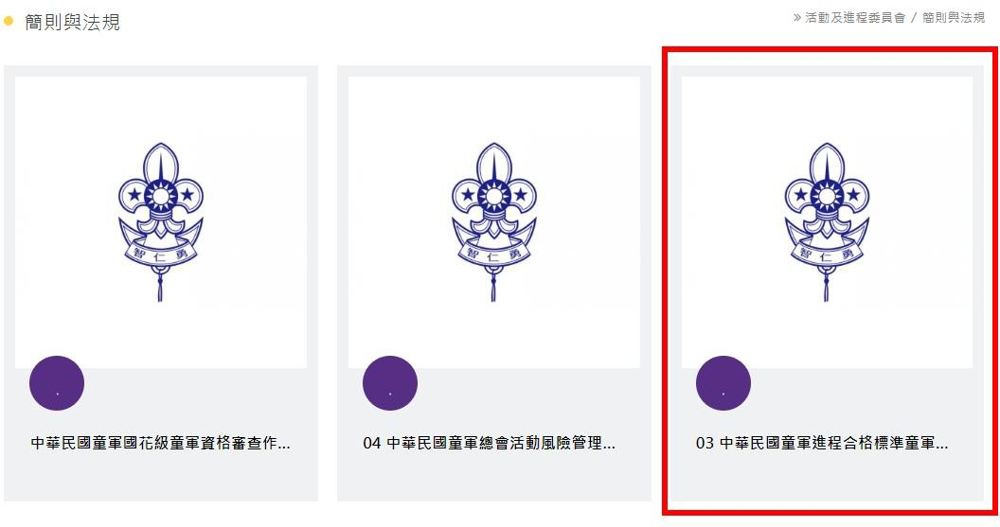 簡則與法規
» 活動及進程委員會 / 簡則與法規
智仁勇
智仁勇
智仁勇
中華民國童軍國花級童軍資格審查作...
04 中華民國童軍總會活動風險管理...
03 中華民國童軍進程合格標準童軍...